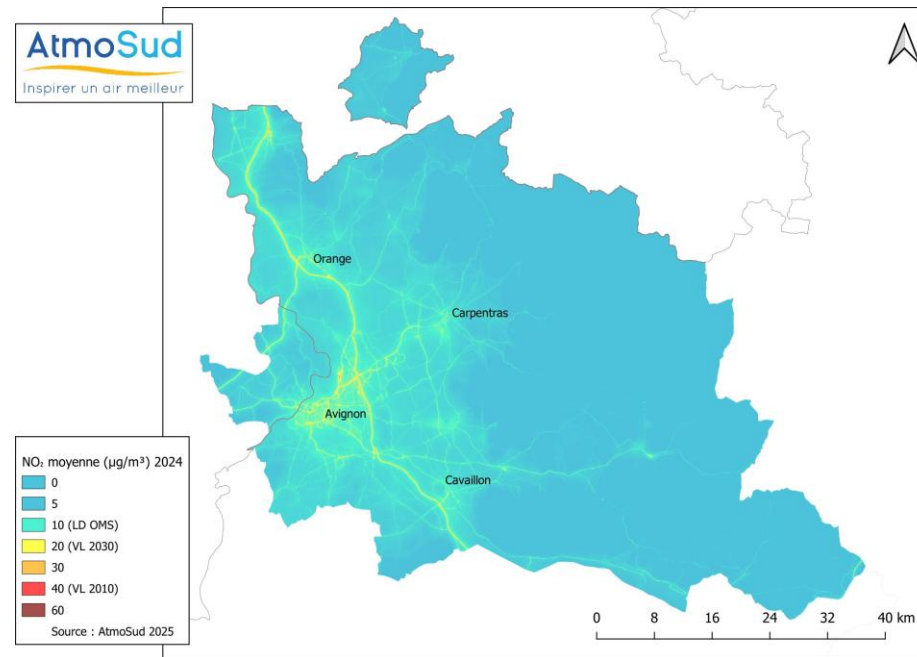 AtmoSud
Inspirer un air meilleur
Orange
Carpentras
Avignon
Cavaillon
NO₂ moyenne (µg/m³) 2024
0
5
10 (LD OMS)
20 (VL 2030)
30
40 (VL 2010)
60
Source : AtmoSud 2025
0 8 16 24 32 40 km